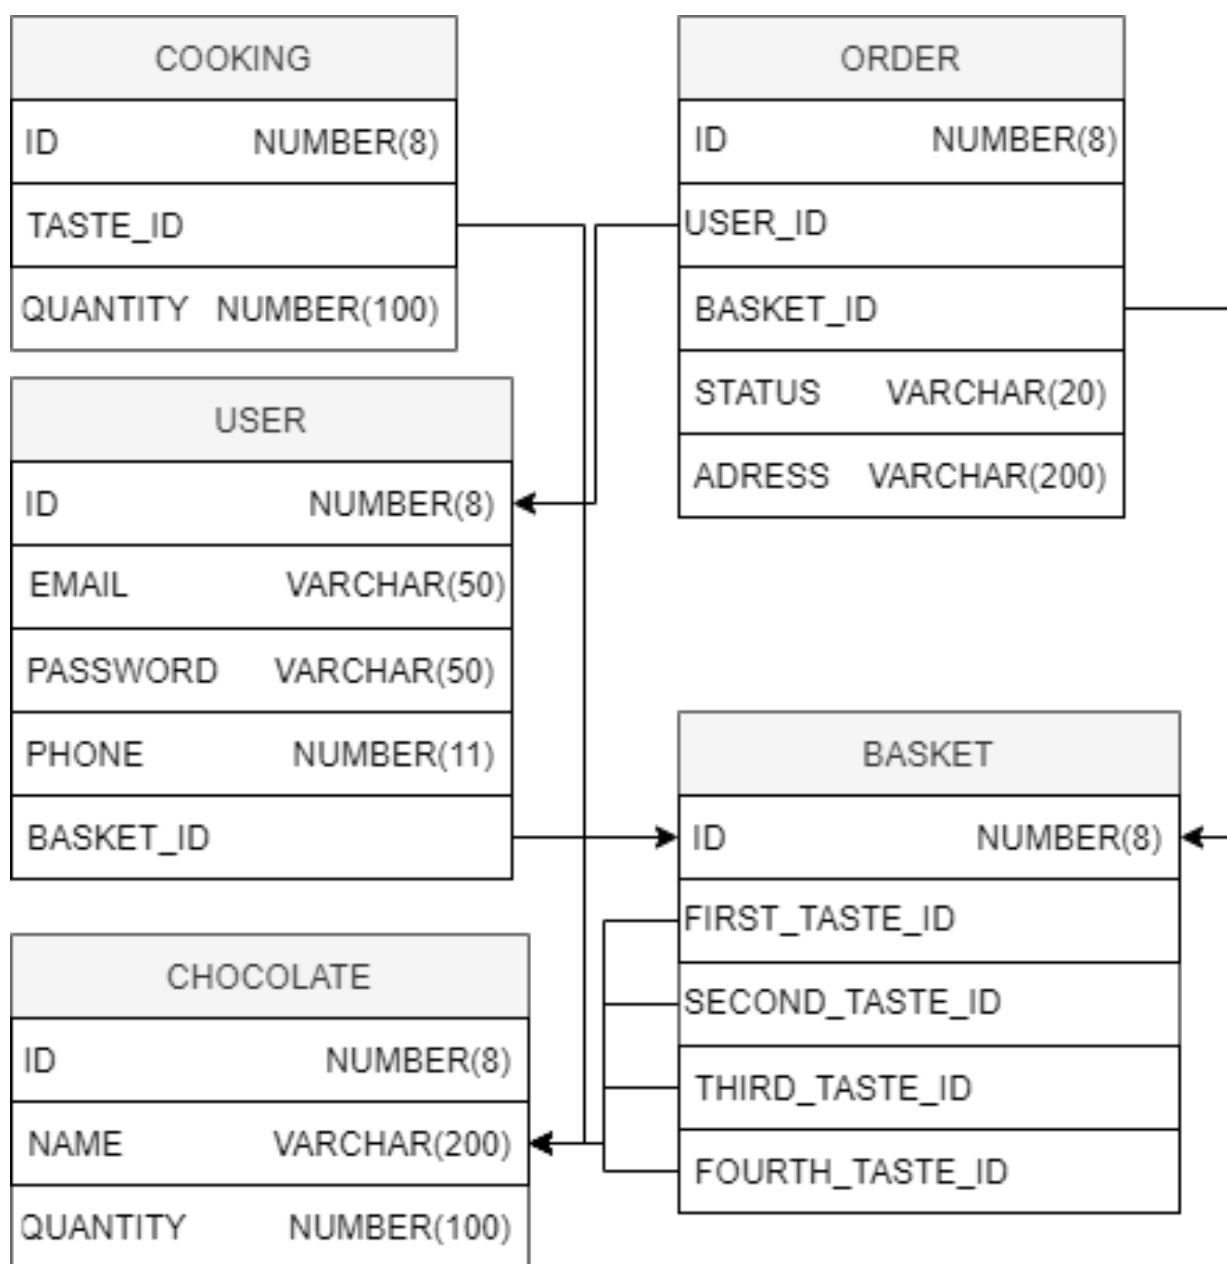 COOKING
ID NUMBER(8)
TASTE_ID
QUANTITY NUMBER(100)
ORDER
ID NUMBER(8)
USER_ID
BASKET_ID
STATUS VARCHAR(20)
ADRESS VARCHAR(200)
USER
ID NUMBER(8)
EMAIL VARCHAR(50)
PASSWORD VARCHAR(50)
PHONE NUMBER(11)
BASKET_ID
BASKET
ID NUMBER(8)
FIRST_TASTE_ID
SECOND_TASTE_ID
THIRD_TASTE_ID
FOURTH_TASTE_ID
CHOCOLATE
ID NUMBER(8)
NAME VARCHAR(200)
QUANTITY NUMBER(100)